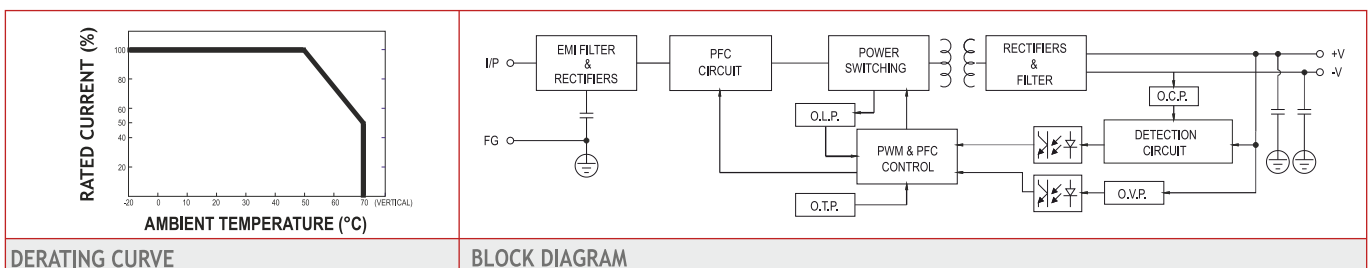 RATED CURRENT (%)
100
80
60
50
40
20
-20 0 10 20 30 40 50 60 70 (VERTICAL)
AMBIENT TEMPERATURE (°C)
DERATING CURVE
I/P
FG
EMI FILTER
&
RECTIFIERS
PFC
CIRCUIT
POWER
SWITCHING
RECTIFIERS
&
FILTER
+V
-V
O.L.P.
O.C.P.
PWM & PFC
CONTROL
DETECTION
CIRCUIT
O.T.P.
O.V.P.
BLOCK DIAGRAM